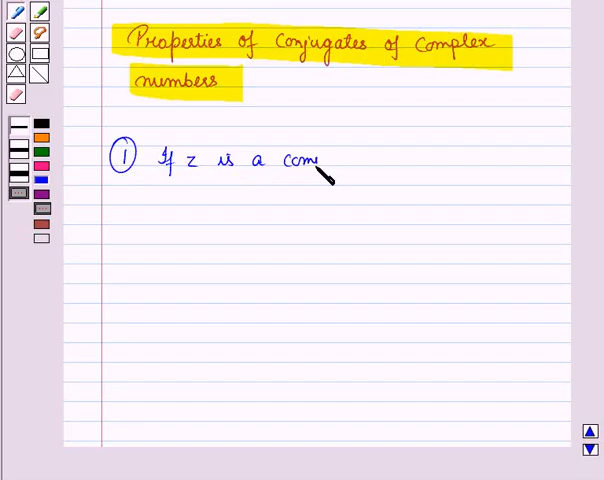 Properties of Conjugates of Complex
numbers
1 If z is a com